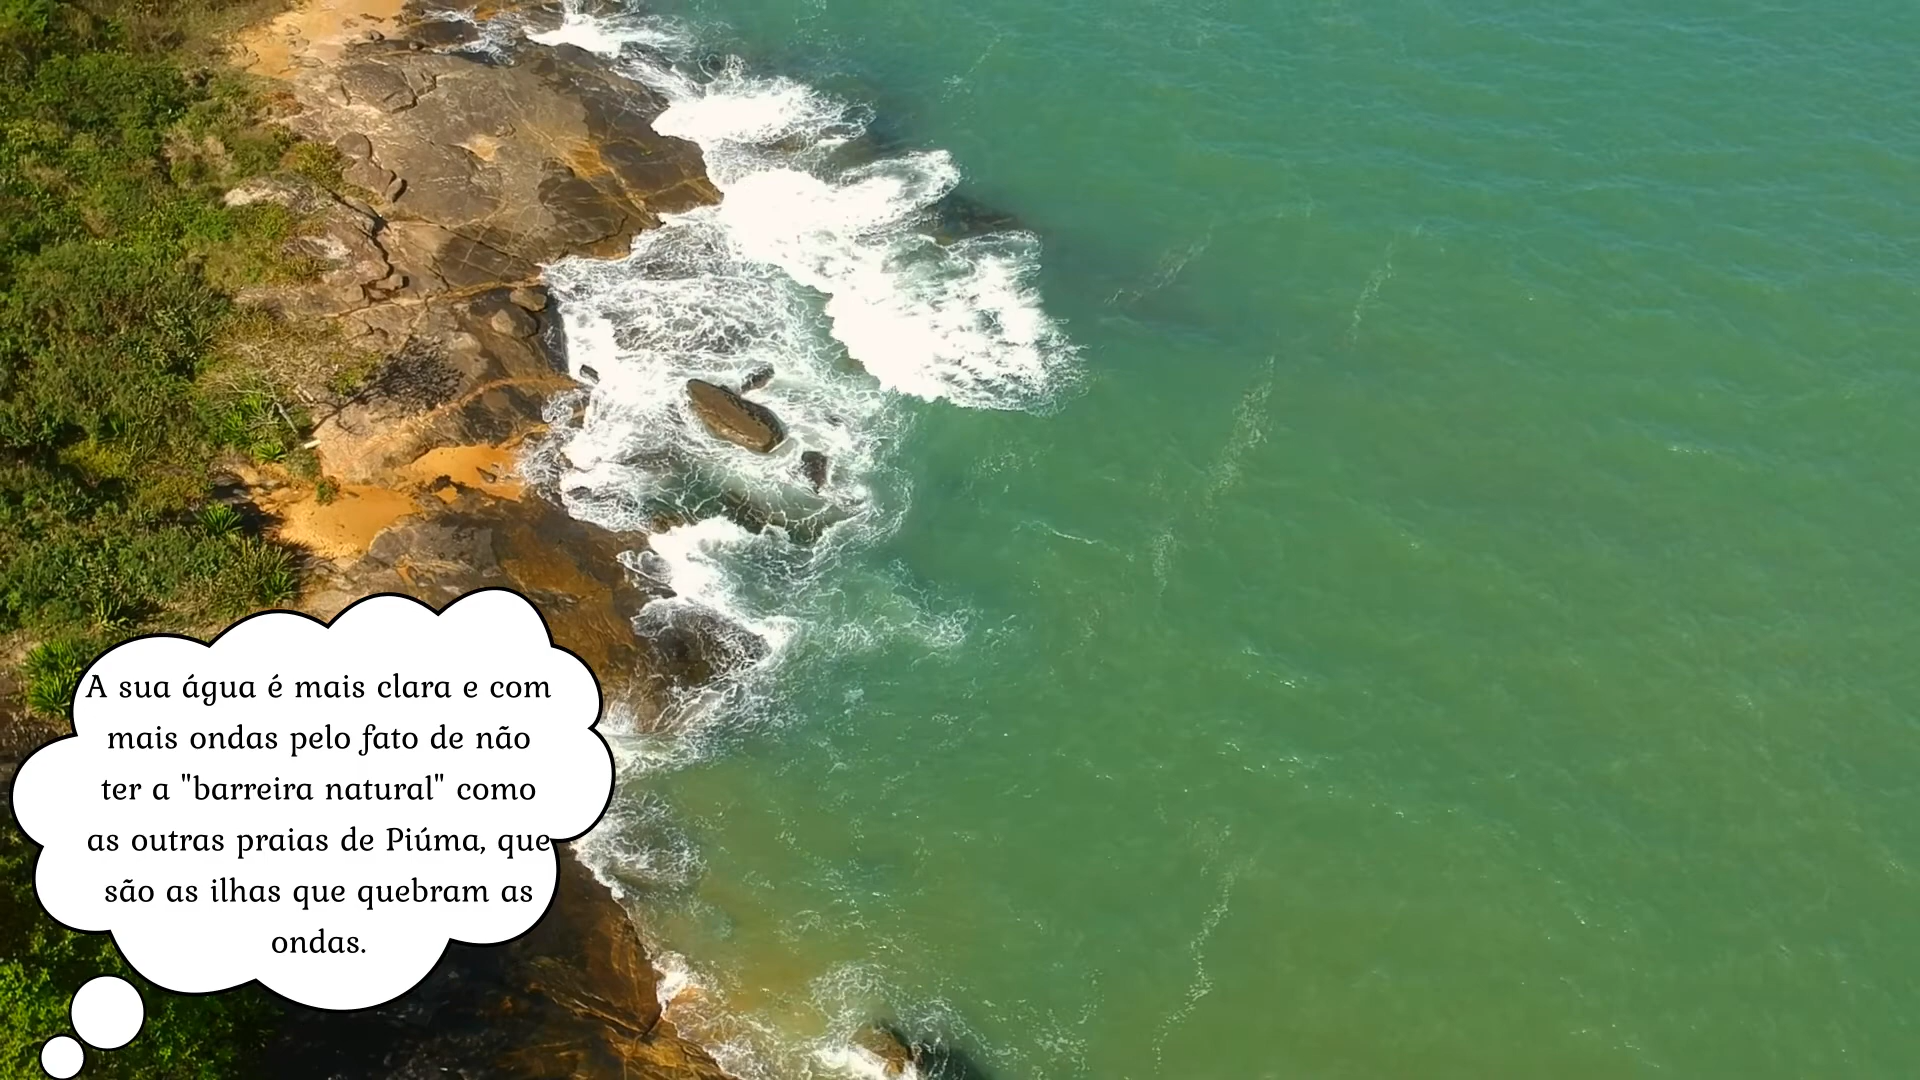 A sua água é mais clara e com
mais ondas pelo fato de não
ter a "barreira natural" como
as outras praias de Piúma, que
são as ilhas que quebram as
ondas.